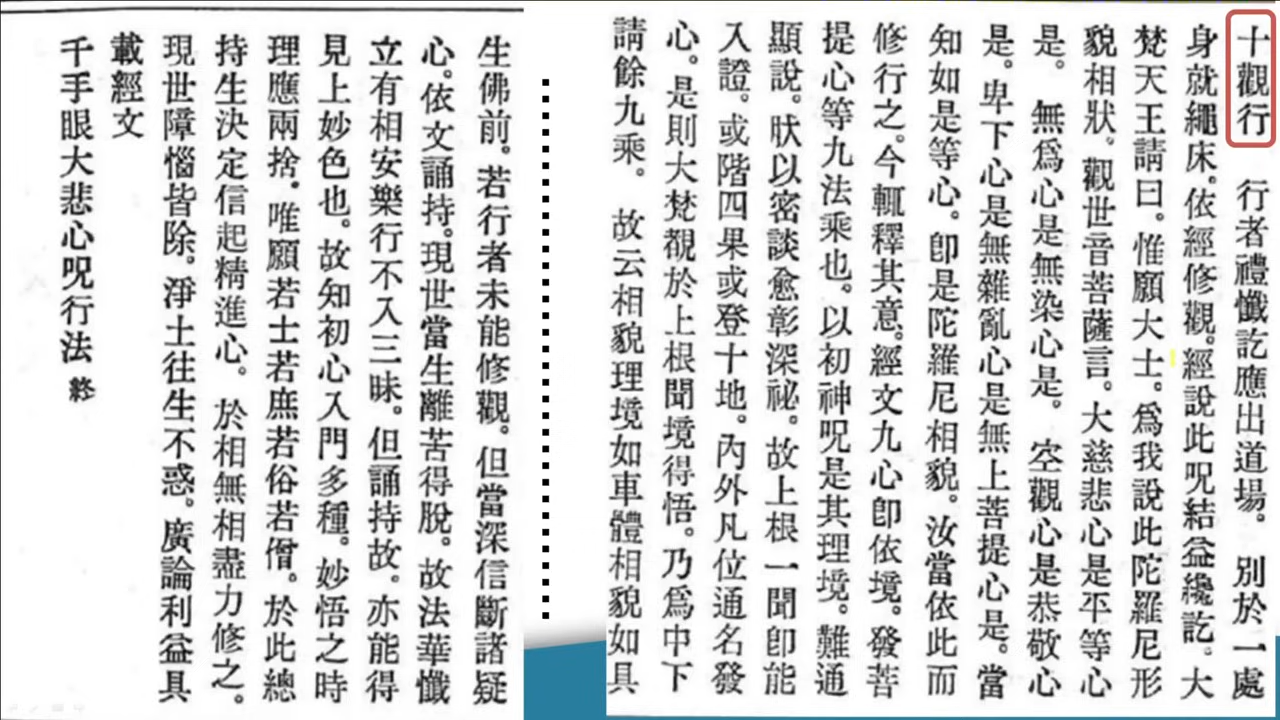 十觀行　行者禮懺訖應出道場。　別於一處
身就繩床。依經修觀。經說此呪結益纔訖。大
梵天王請曰。惟願大士。爲我說此陀羅尼形
貌相狀。觀世音菩薩言。大慈悲心是平等心
是。　無爲心是無染心是。　空觀心是恭敬心
是。卑下心是無雜亂心是無上菩提心是。當
知如是等心。卽是陀羅尼相貌。汝當依此而
修行之。今輒釋其意。經文九心卽依境。發菩
提心等九法乘也。以初神呪是其理境。難通
顯說。狀以密談愈彰深祕。故上根一聞卽能
入證。或階四果或登十地。內外凡位通名發
心。是則大梵覩於上根聞境得悟。乃爲中下
請餘九乘。　故云相貌理境如車體相貌如具
生佛前。若行者未能修觀。但當深信斷諸疑
心。依文誦持。現世當生離苦得脫。故法華懺
立有相安樂行不入三昧。但誦持故。亦能得
見上妙色也。故知初心入門多種。妙悟之時
理應兩捨。唯願若士若庶若俗若僧。於此總
持生決定信起精進心。　於相無相盡力修之。
現世障惱皆除。淨土往生不惑。廣論利益具
載經文
千手眼大悲心呪行法　終